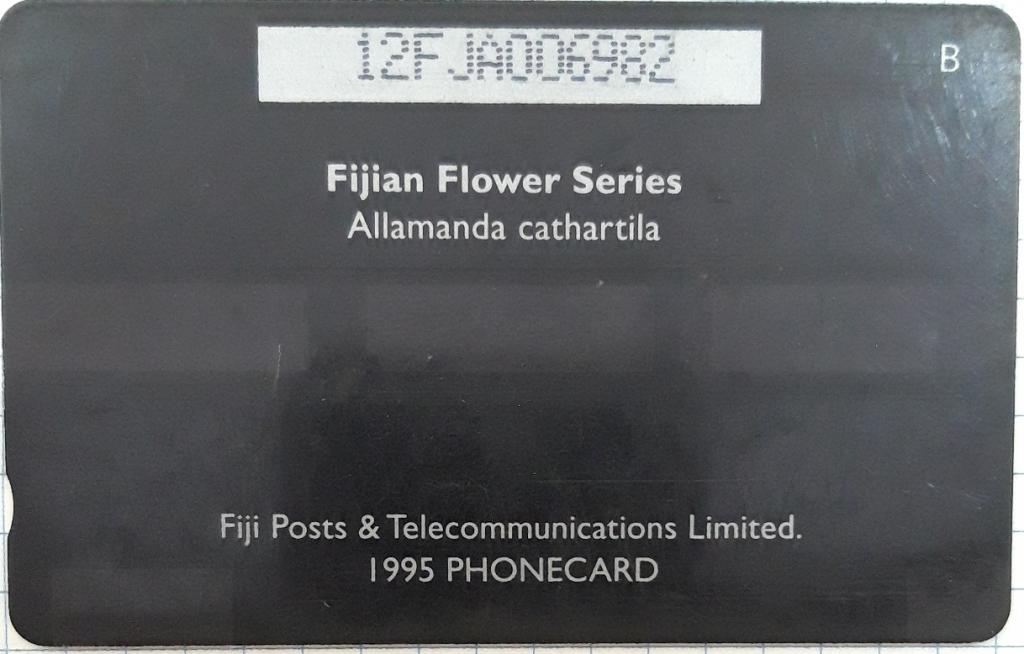 12FJA006982
B
Fijian Flower Series
Allamanda cathartila
Fiji Posts & Telecommunications Limited.
1995 PHONECARD